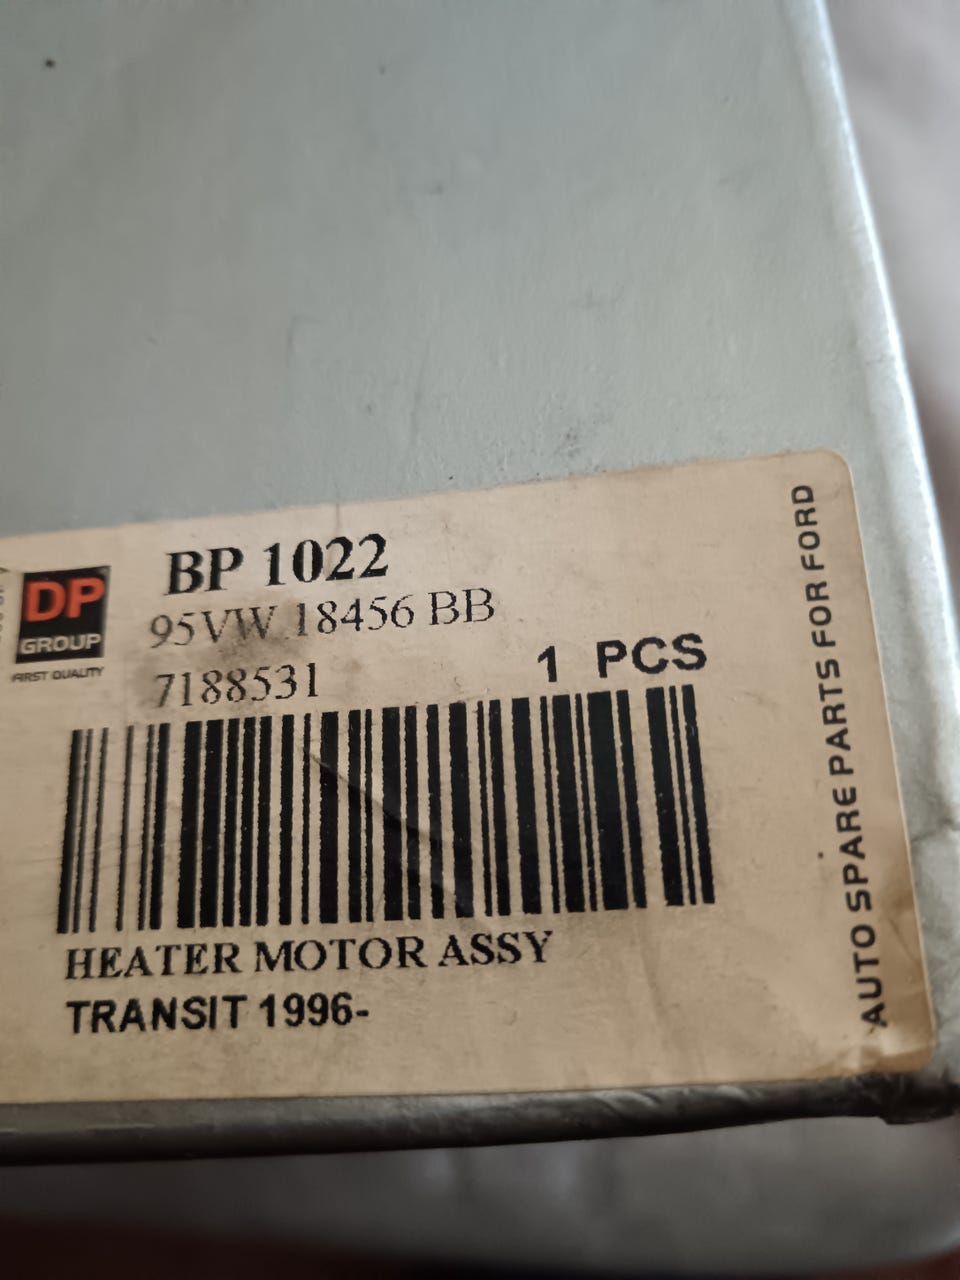 DP
GROUP
FIRST QUALITY
BP 1022
95VW 18456 BB
7188531
1 PCS
HEATER MOTOR ASSY
TRANSIT 1996-
AUTO SPARE PARTS FOR FORD